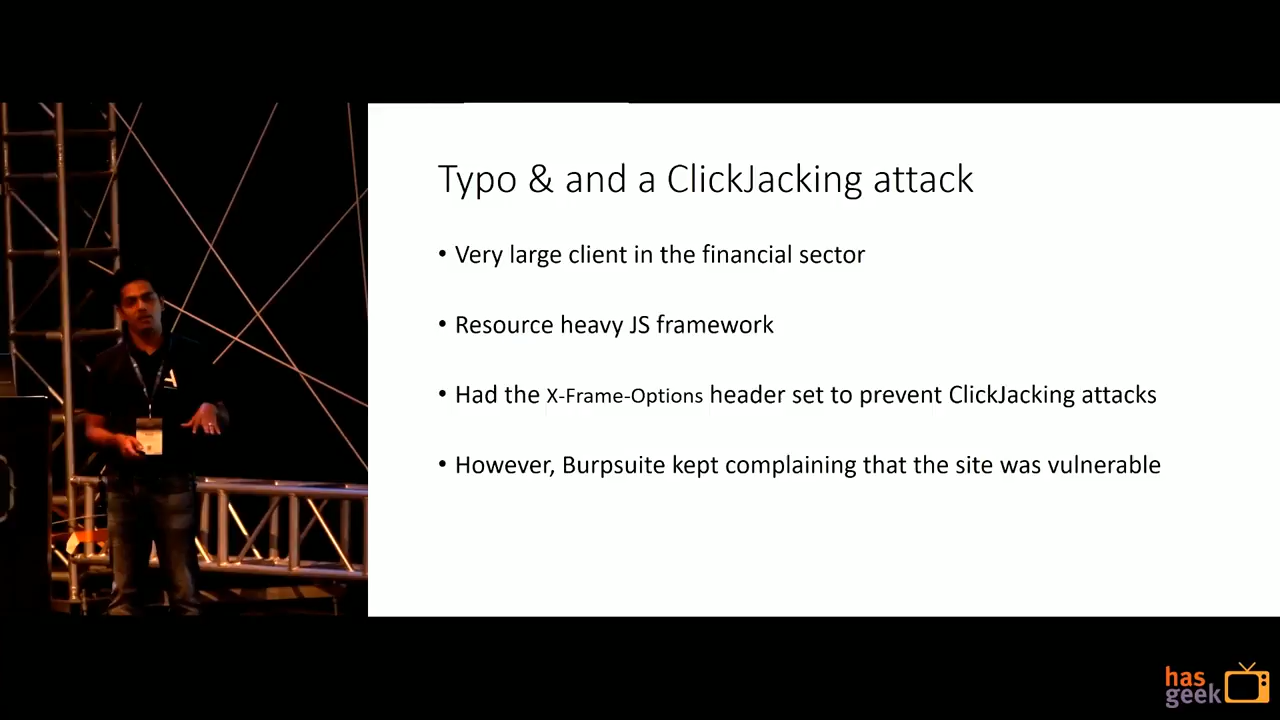 Typo & and a ClickJacking attack
• Very large client in the financial sector
• Resource heavy JS framework
• Had the X-Frame-Options header set to prevent ClickJacking attacks
• However, Burpsuite kept complaining that the site was vulnerable
has
geek